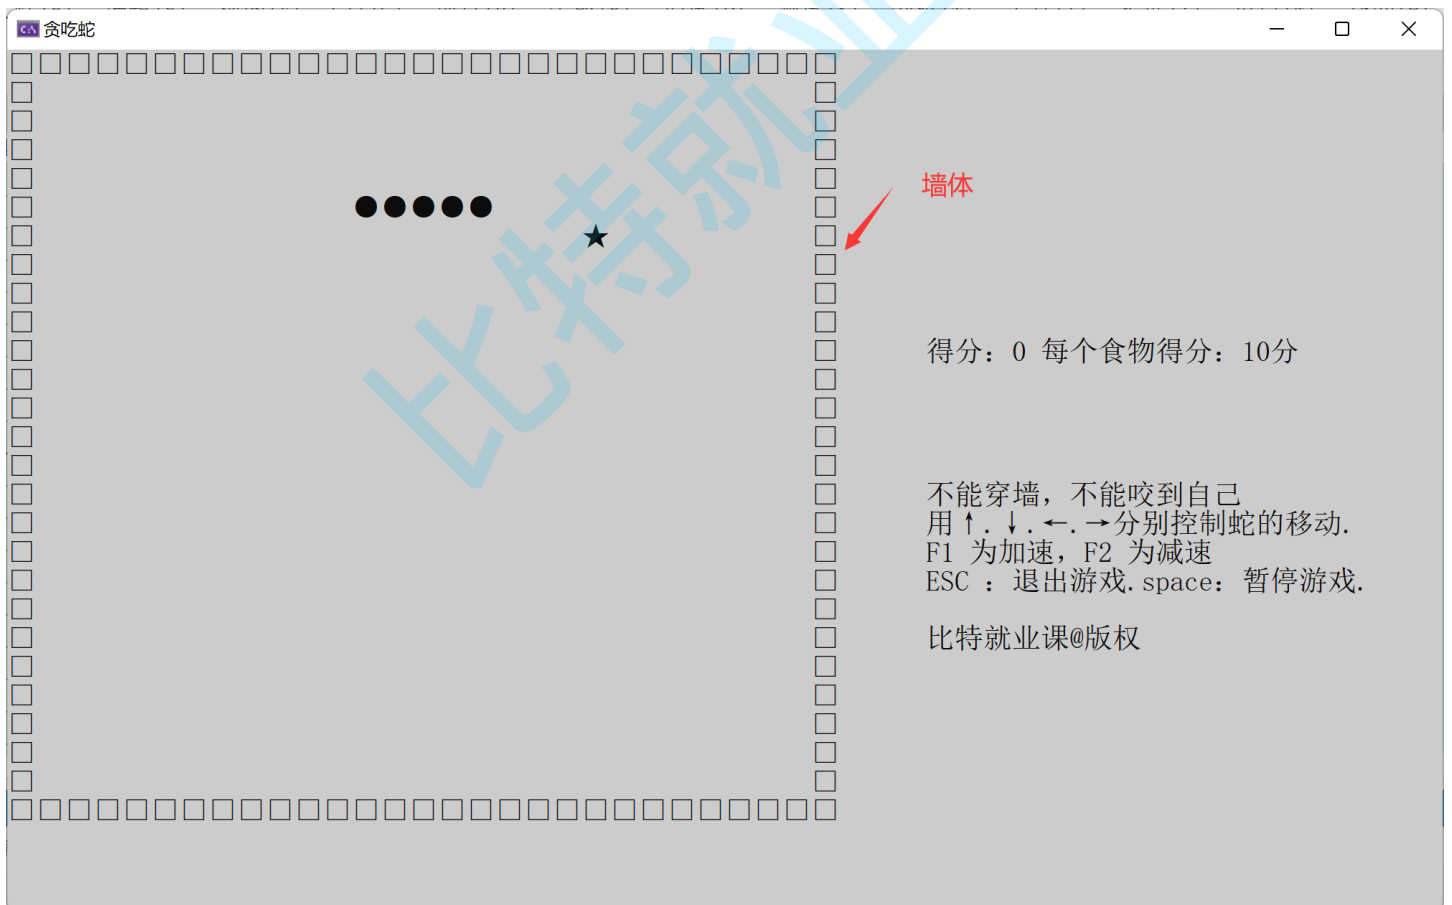 贪吃蛇
比特就业
墙体
得分：0 每个食物得分：10分
不能穿墙，不能咬到自己
用↑.↓.←.→分别控制蛇的移动.
F1 为加速，F2 为减速
ESC ：退出游戏.space：暂停游戏.
比特就业课@版权